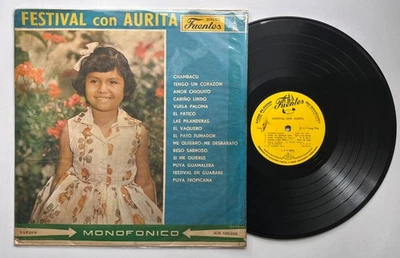 FESTIVAL con AURITA
Discos
Fuentes
CHAMBACU
TENGO UN CORAZON
AMOR CHIQUITO
CARIÑO LINDO
VUELA PALOMA
EL PATICO
LAS PILANDERAS
EL VAQUERO
EL PATO FUMADOR
ME QUIEBRO-ME DESBARATO
BESO SABROSO
SI ME QUIERES
PUYA GUAMALERA
FESTIVAL EN GUARARE
PUYA TROPICANA
MONOFONICO
Fuentes
FESTIVAL CON AURITA